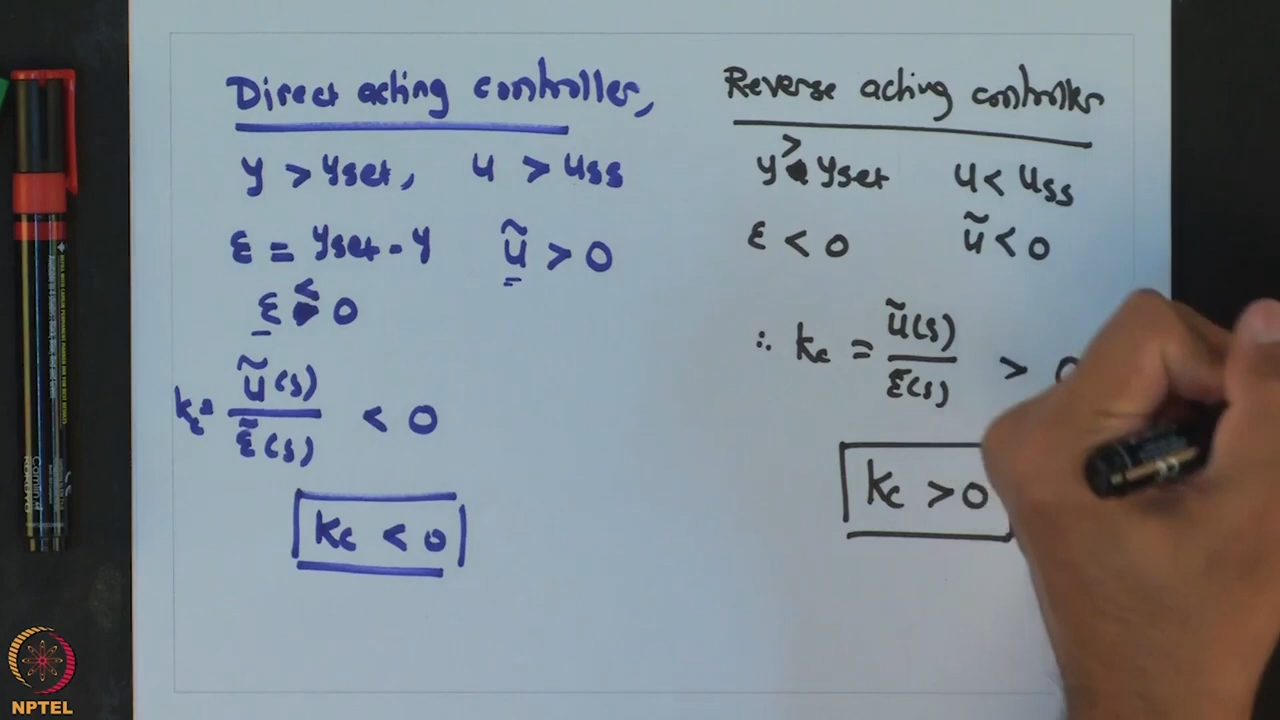 Direct acting controller,
y > yset, u > uss
ε = yset - y ũ > 0
ε < 0
kc = ũ(s) / ε̃(s) < 0
kc < 0
Reverse acting controller
y > yset u < uss
ε < 0 ũ < 0
∴ kc = ũ(s) / ε̃(s) > 0
kc > 0
NPTEL